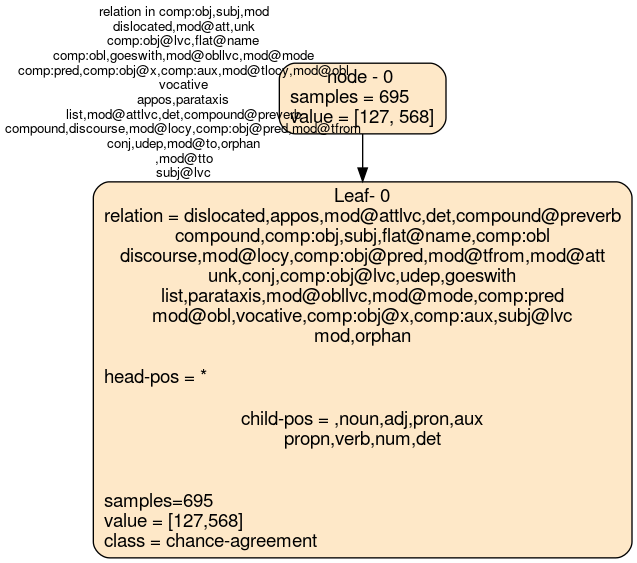 relation in comp:obj,subj,mod
dislocated,mod@att,unk
comp:obj@lvc,flat@name
comp:obl,goeswith,mod@obllvc,mod@mode
comp:pred,comp:obj@x,comp:aux,mod@tlocy,mod@obl
vocative
appos,parataxis
list,mod@attlvc,det,compound@preverb
compound,discourse,mod@locy,comp:obj@pred,mod@tfrom
conj,udep,mod@to,orphan
,mod@tto
subj@lvc
node - 0
samples = 695
value = [127, 568]
Leaf- 0
relation = dislocated,appos,mod@attlvc,det,compound@preverb
compound,comp:obj,subj,flat@name,comp:obl
discourse,mod@locy,comp:obj@pred,mod@tfrom,mod@att
unk,conj,comp:obj@lvc,udep,goeswith
list,parataxis,mod@obllvc,mod@mode,comp:pred
mod@obl,vocative,comp:obj@x,comp:aux,subj@lvc
mod,orphan
head-pos = *
child-pos = ,noun,adj,pron,aux
propn,verb,num,det
samples=695
value = [127,568]
class = chance-agreement